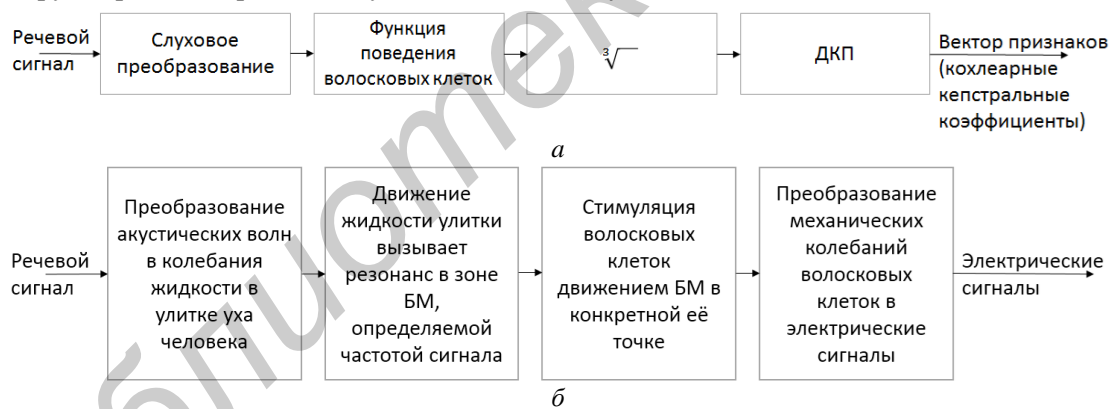 Речевой
сигнал
Слуховое
преобразование
Функция
поведения
волосковых клеток
∛
ДКП
Вектор признаков
(кохлеарные
кепстральные
коэффициенты)
а
Речевой
сигнал
Преобразование
акустических волн
в колебания
жидкости в
улитке уха
человека
Движение
жидкости улитки
вызывает
резонанс в зоне
БМ,
определяемой
частотой сигнала
Стимуляция
волосковых
клеток
движением БМ в
конкретной её
точке
Преобразование
механических
колебаний
волосковых
клеток в
электрические
сигналы
Электрические
сигналы
б